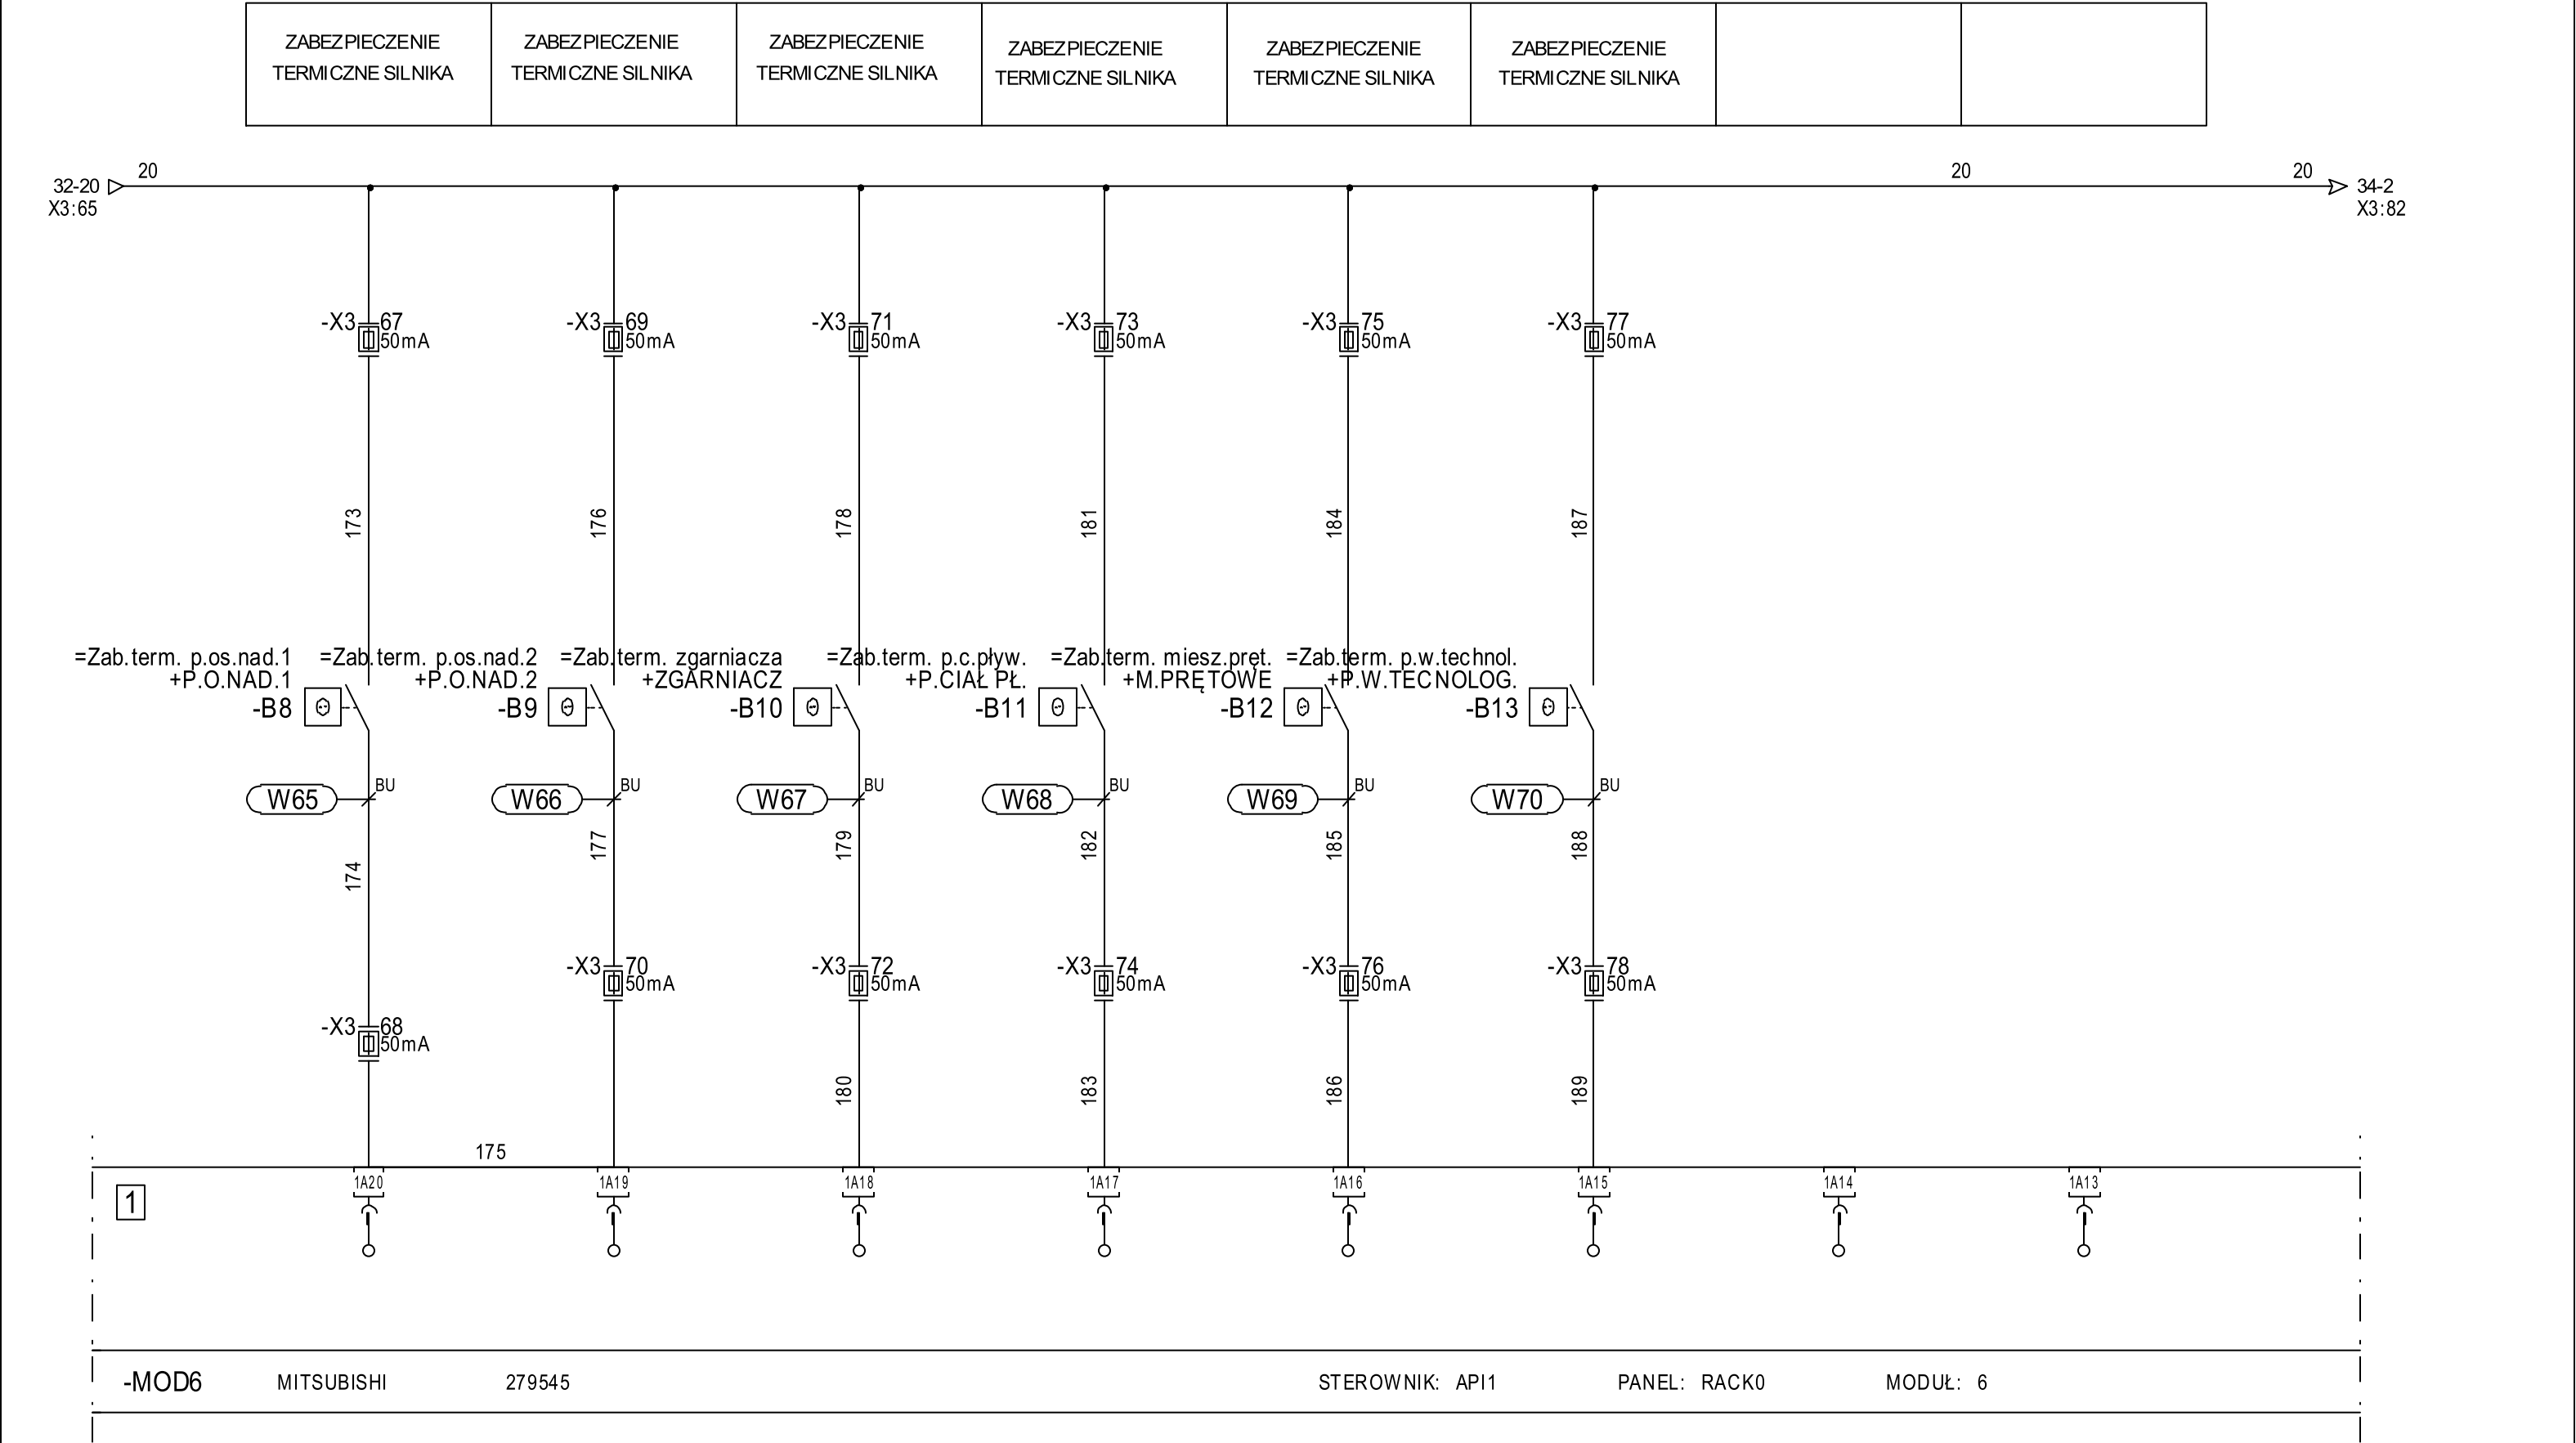 ZABEZPIECZENIE ZABEZPIECZENIE ZABEZPIECZENIE ZABEZPIECZENIE ZABEZPIECZENIE ZABEZPIECZENIE
TERMICZNE SILNIKA TERMICZNE SILNIKA TERMICZNE SILNIKA TERMICZNE SILNIKA TERMICZNE SILNIKA TERMICZNE SILNIKA
20 20 20
32-20 34-2
X3:65 X3:82
-X3 67 -X3 69 -X3 71 -X3 73 -X3 75 -X3 77
50mA 50mA 50mA 50mA 50mA 50mA
173 176 178 181 184 187
=Zab.term. p.os.nad.1 =Zab.term. p.os.nad.2 =Zab.term. zgarniacza =Zab.term. p.c.pływ. =Zab.term. miesz.pręt. =Zab.term. p.w.technol.
+P.O.NAD.1 +P.O.NAD.2 +ZGARNIACZ +P.CIAŁ PŁ. +M.PRĘTOWE +P.W.TECNOLOG.
-B8 -B9 -B10 -B11 -B12 -B13
BU BU BU BU BU BU
W65 W66 W67 W68 W69 W70
174 177 179 182 185 188
-X3 70 -X3 72 -X3 74 -X3 76 -X3 78
50mA 50mA 50mA 50mA 50mA
-X3 68
50mA
180 183 186 189
175
1A20 1A19 1A18 1A17 1A16 1A15 1A14 1A13
1
-MOD6 MITSUBISHI 279545 STEROWNIK: API1 PANEL: RACK0 MODUŁ: 6